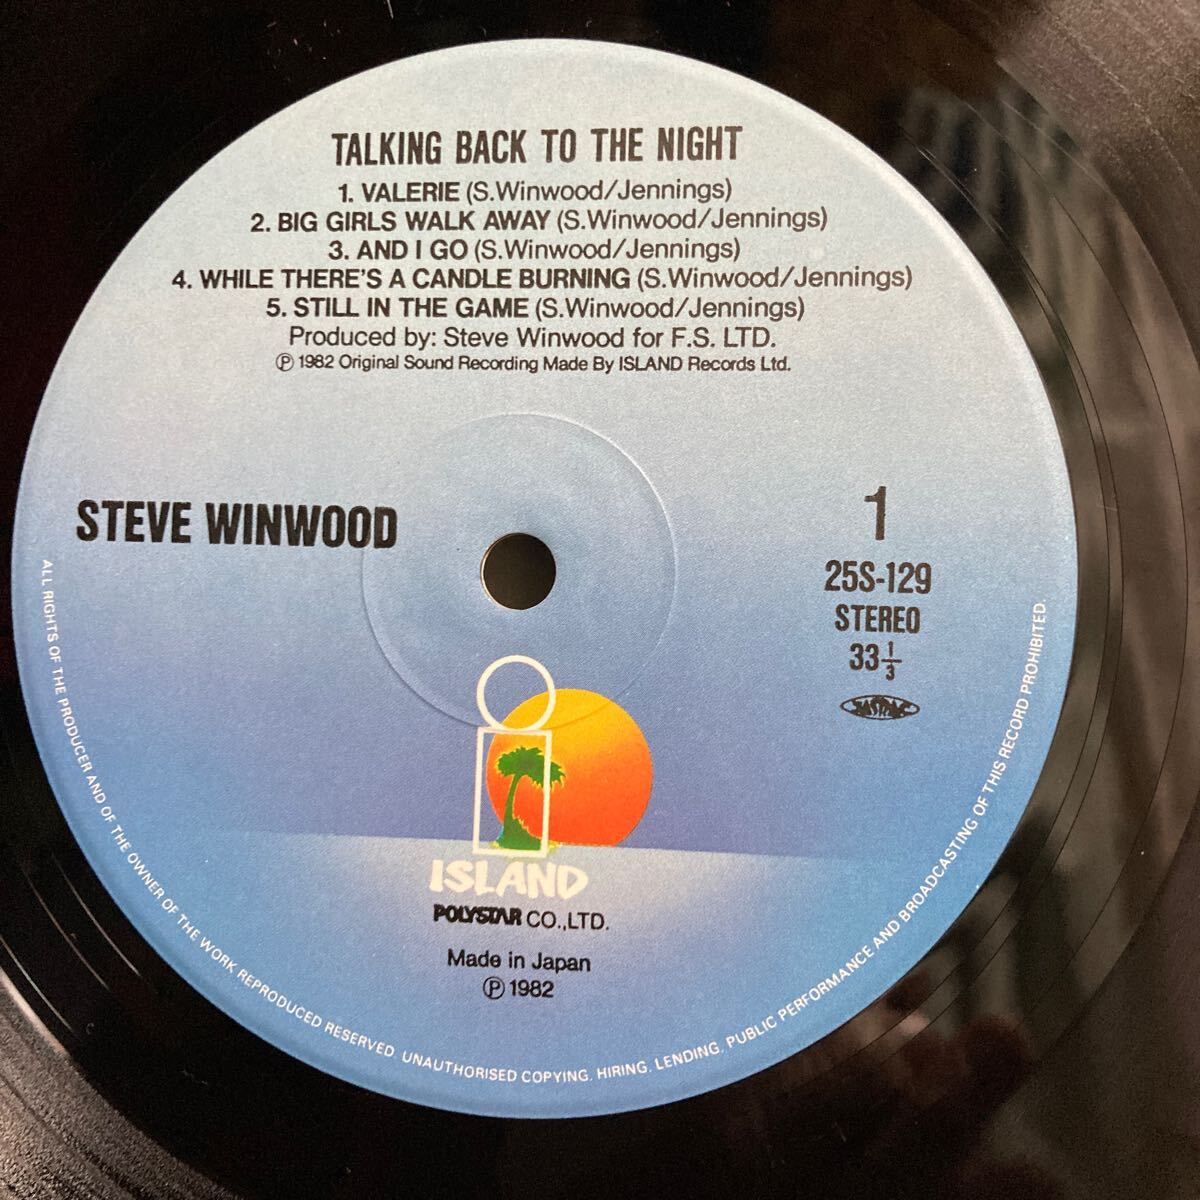 TALKING BACK TO THE NIGHT
1. VALERIE (S.Winwood/Jennings)
2. BIG GIRLS WALK AWAY (S.Winwood/Jennings)
3. AND I GO (S.Winwood/Jennings)
4. WHILE THERE'S A CANDLE BURNING (S.Winwood/Jennings)
5. STILL IN THE GAME (S.Winwood/Jennings)
Produced by: Steve Winwood for F.S. LTD.
℗ 1982 Original Sound Recording Made By ISLAND Records Ltd.
STEVE WINWOOD
1
25S-129
STEREO
33 1/3
JASRAC
ISLAND
POLYSTAR CO.,LTD.
Made in Japan
℗ 1982
ALL RIGHTS OF THE PRODUCER AND OF THE OWNER OF THE WORK REPRODUCED RESERVED. UNAUTHORISED COPYING, HIRING, LENDING, PUBLIC PERFORMANCE AND BROADCASTING OF THIS RECORD PROHIBITED.